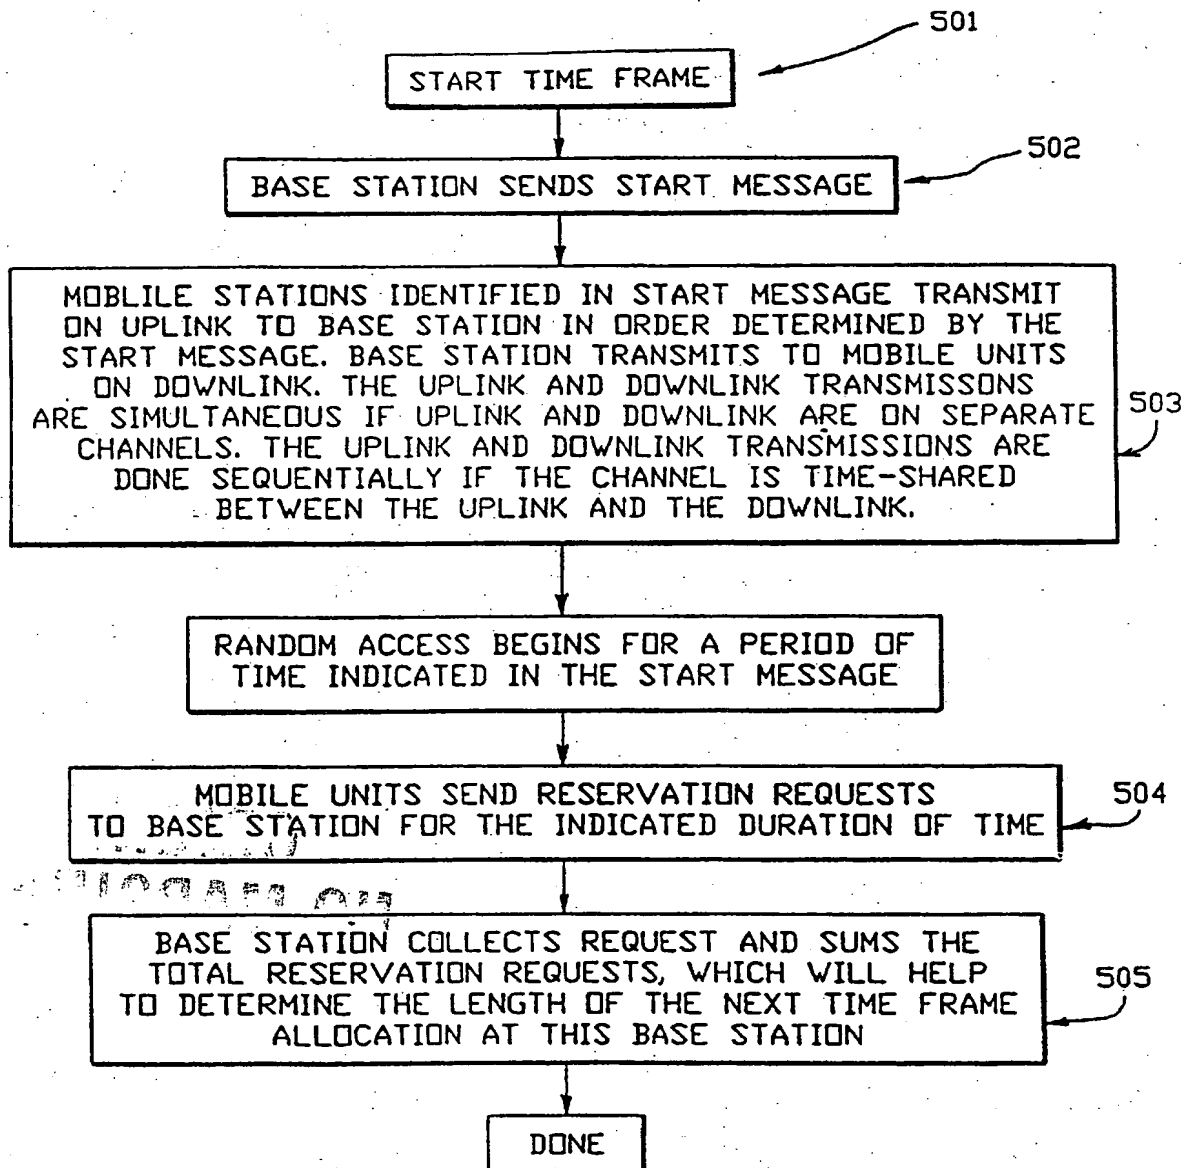 501
START TIME FRAME
502
BASE STATION SENDS START MESSAGE
MOBLILE STATIONS IDENTIFIED IN START MESSAGE TRANSMIT
ON UPLINK TO BASE STATION IN ORDER DETERMINED BY THE
START MESSAGE. BASE STATION TRANSMITS TO MOBILE UNITS
ON DOWNLINK. THE UPLINK AND DOWNLINK TRANSMISSONS
ARE SIMULTANEOUS IF UPLINK AND DOWNLINK ARE ON SEPARATE
CHANNELS. THE UPLINK AND DOWNLINK TRANSMISSIONS ARE
DONE SEQUENTIALLY IF THE CHANNEL IS TIME-SHARED
BETWEEN THE UPLINK AND THE DOWNLINK.
503
RANDOM ACCESS BEGINS FOR A PERIOD OF
TIME INDICATED IN THE START MESSAGE
MOBILE UNITS SEND RESERVATION REQUESTS
TO BASE STATION FOR THE INDICATED DURATION OF TIME
504
BASE STATION COLLECTS REQUEST AND SUMS THE
TOTAL RESERVATION REQUESTS, WHICH WILL HELP
TO DETERMINE THE LENGTH OF THE NEXT TIME FRAME
ALLOCATION AT THIS BASE STATION
505
DONE